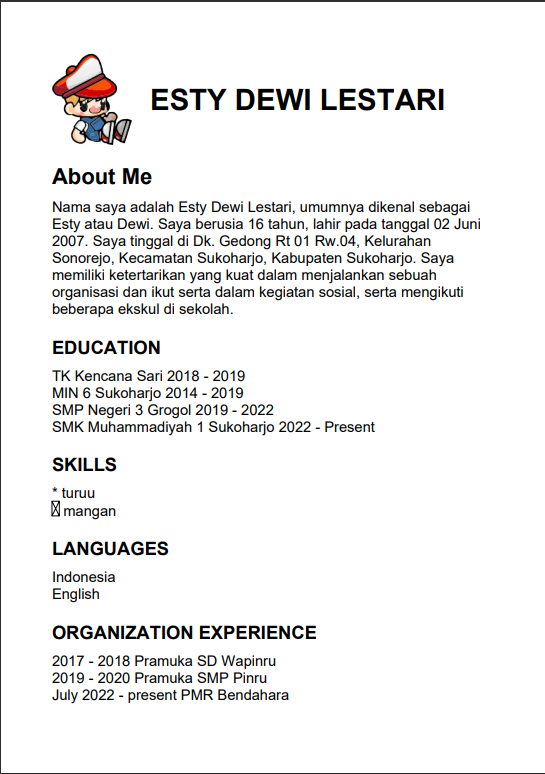 ESTY DEWI LESTARI
About Me
Nama saya adalah Esty Dewi Lestari, umumnya dikenal sebagai
Esty atau Dewi. Saya berusia 16 tahun, lahir pada tanggal 02 Juni
2007. Saya tinggal di Dk. Gedong Rt 01 Rw.04, Kelurahan
Sonorejo, Kecamatan Sukoharjo, Kabupaten Sukoharjo. Saya
memiliki ketertarikan yang kuat dalam menjalankan sebuah
organisasi dan ikut serta dalam kegiatan sosial, serta mengikuti
beberapa ekskul di sekolah.
EDUCATION
TK Kencana Sari 2018 - 2019
MIN 6 Sukoharjo 2014 - 2019
SMP Negeri 3 Grogol 2019 - 2022
SMK Muhammadiyah 1 Sukoharjo 2022 - Present
SKILLS
* turuu
mangan
LANGUAGES
Indonesia
English
ORGANIZATION EXPERIENCE
2017 - 2018 Pramuka SD Wapinru
2019 - 2020 Pramuka SMP Pinru
July 2022 - present PMR Bendahara